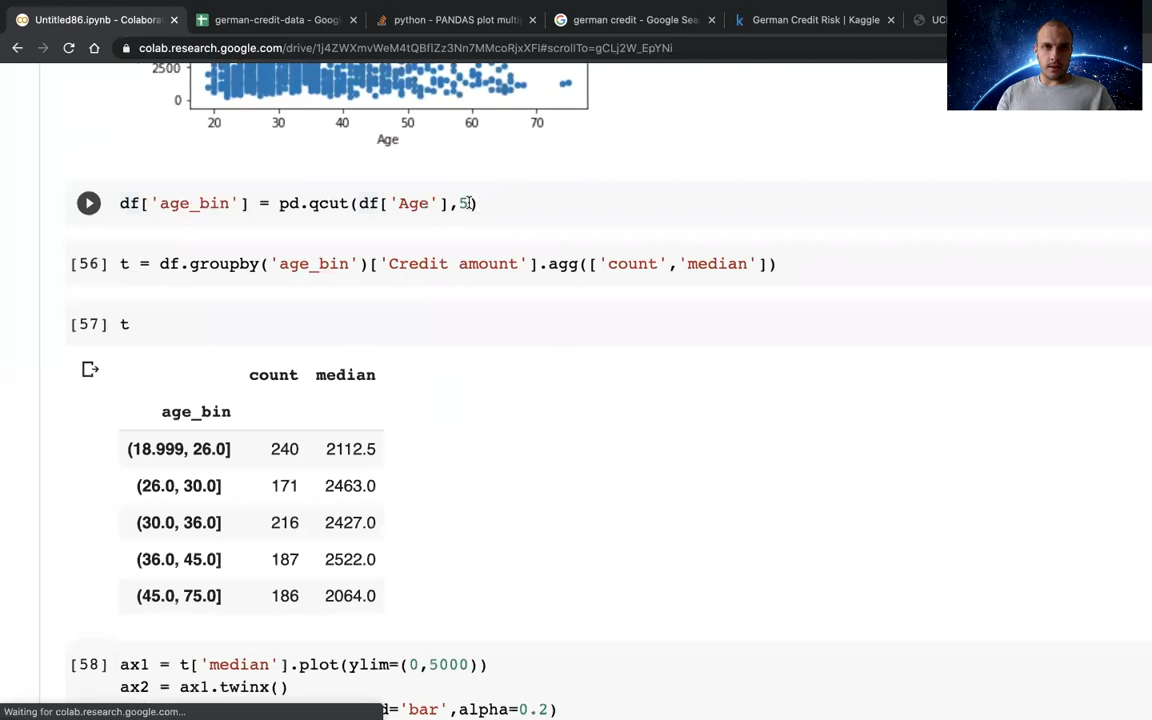 Untitled86.ipynb - Colabora
german-credit-data - Goog
python - PANDAS plot multi
german credit - Google Sea
German Credit Risk | Kaggle
UCI
colab.research.google.com/drive/1j4ZWXmvWeM4tQBfIZz3Nn7MMcoRjxXFl#scrollTo=gCLj2W_EpYNi
2500
0
20 30 40 50 60 70
Age
df['age_bin'] = pd.qcut(df['Age'],5)
[56] t = df.groupby('age_bin')['Credit amount'].agg(['count','median'])
[57] t
count median
age_bin
(18.999, 26.0] 240 2112.5
(26.0, 30.0] 171 2463.0
(30.0, 36.0] 216 2427.0
(36.0, 45.0] 187 2522.0
(45.0, 75.0] 186 2064.0
[58] ax1 = t['median'].plot(ylim=(0,5000))
ax2 = ax1.twinx()
d='bar',alpha=0.2)
Waiting for colab.research.google.com...